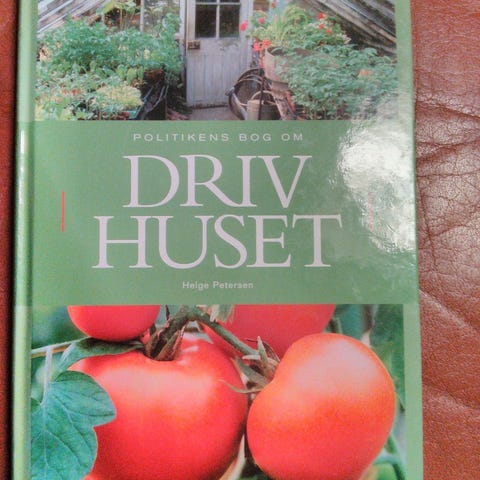 POLITIKENS BOG OM
DRIV
HUSET
Helge Petersen